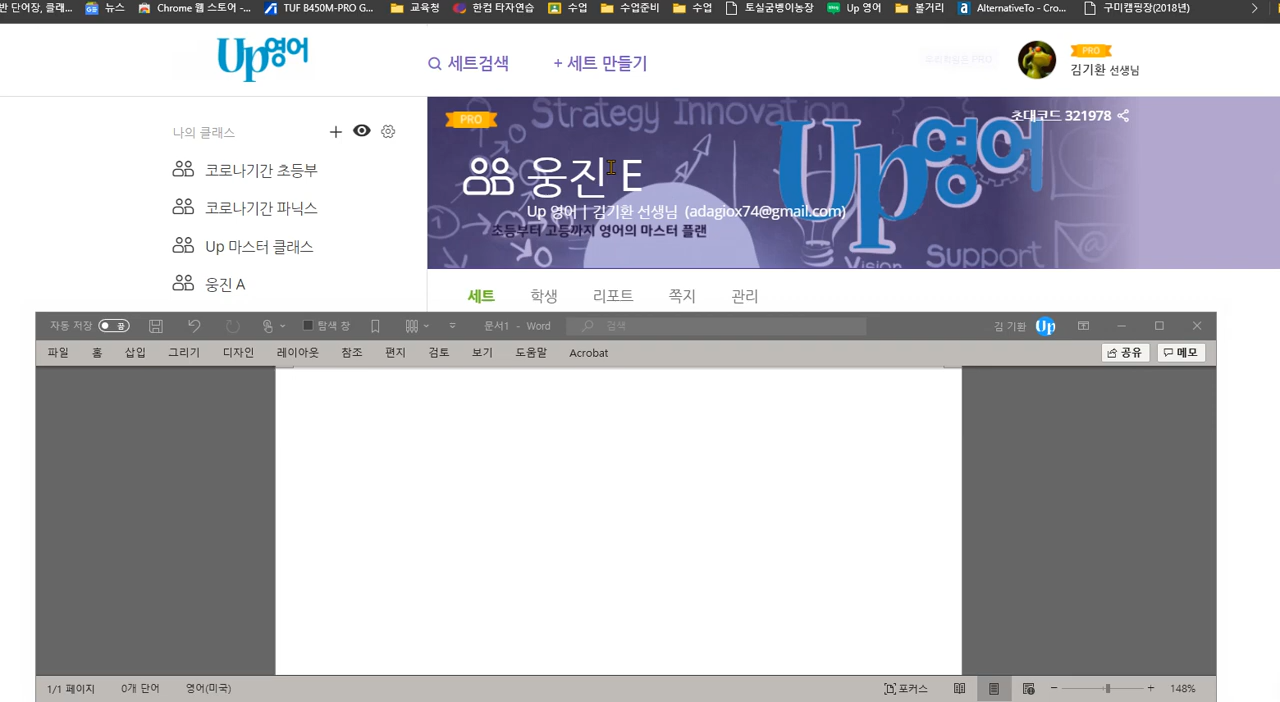 반 단어장, 클래... 뉴스 Chrome 웹 스토어 -... TUF B450M-PRO G... 교육청 한컴 타자연습 수업 수업준비 수업 토실굼벵이농장 Up 영어 볼거리 AlternativeTo - Cro... 구미캠핑장(2018년)
Up영어
세트검색
+ 세트 만들기
PRO
김기환 선생님
나의 클래스
코로나기간 초등부
코로나기간 파닉스
Up 마스터 클래스
웅진 A
PRO
Strategy Innovation
초대코드 321978
웅진 E
Up영어
Up 영어 | 김기환 선생님 (adagiox74@gmail.com)
초등부터 고등까지 영어의 마스터 플랜
Vision
Support
세트 학생 리포트 쪽지 관리
자동 저장 끔 탐색 창 문서1 - Word 검색 김 기환 Up
파일 홈 삽입 그리기 디자인 레이아웃 참조 편지 검토 보기 도움말 Acrobat 공유 메모
1/1 페이지 0개 단어 영어(미국) 포커스 148%